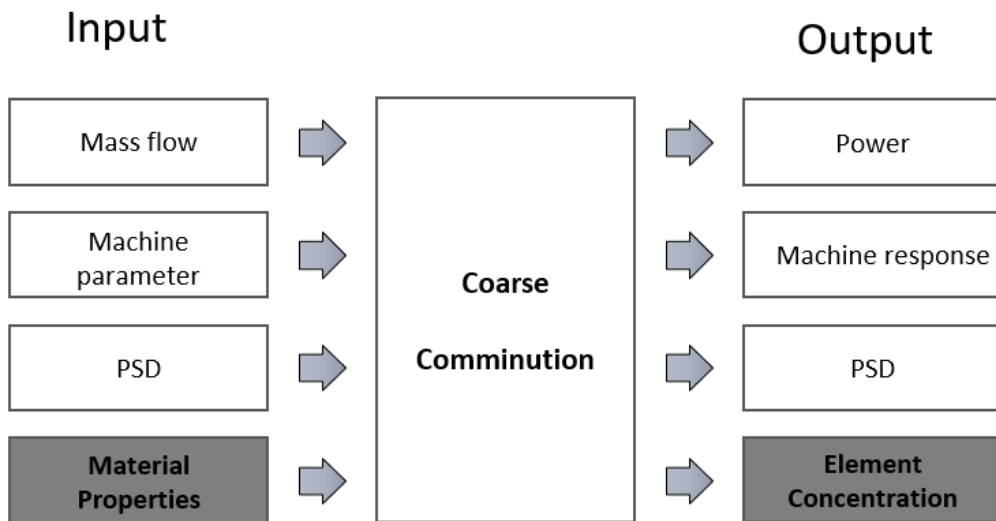 Input
Output
Mass flow
Power
Machine
parameter
Machine response
Coarse
Comminution
PSD
PSD
Material
Properties
Element
Concentration